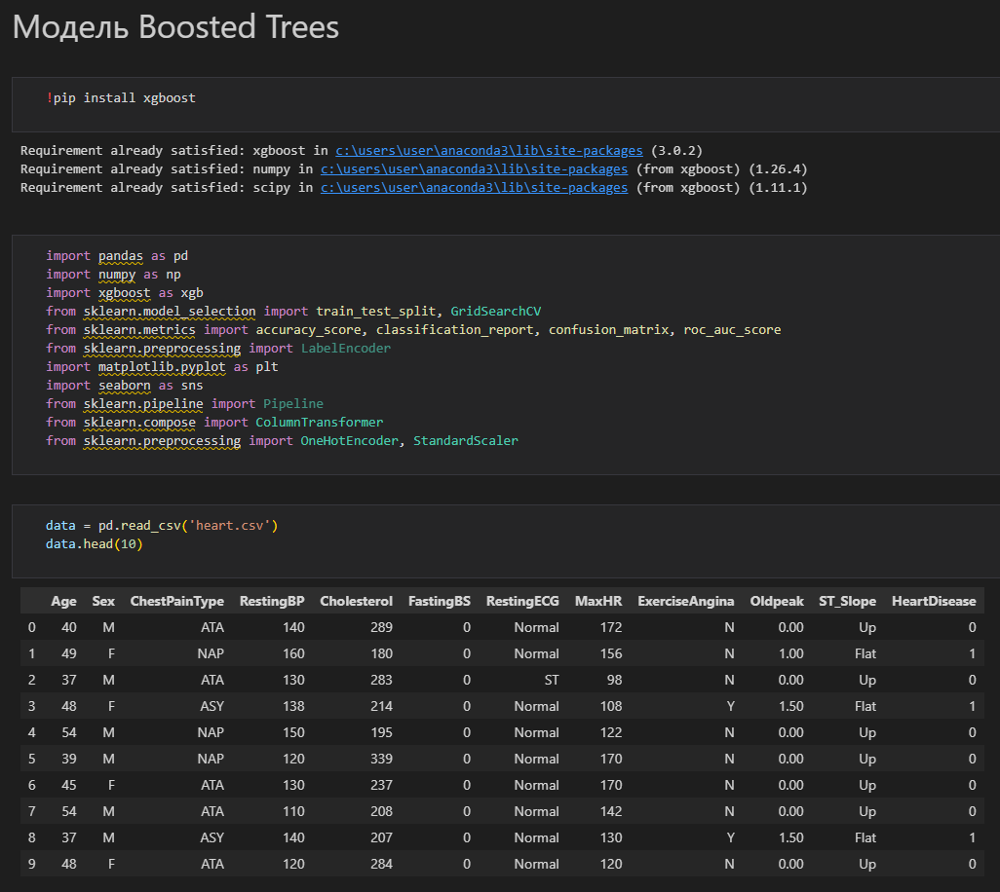 Модель Boosted Trees
!pip install xgboost
Requirement already satisfied: xgboost in c:\users\user\anaconda3\lib\site-packages (3.0.2)
Requirement already satisfied: numpy in c:\users\user\anaconda3\lib\site-packages (from xgboost) (1.26.4)
Requirement already satisfied: scipy in c:\users\user\anaconda3\lib\site-packages (from xgboost) (1.11.1)
import pandas as pd
import numpy as np
import xgboost as xgb
from sklearn.model_selection import train_test_split, GridSearchCV
from sklearn.metrics import accuracy_score, classification_report, confusion_matrix, roc_auc_score
from sklearn.preprocessing import LabelEncoder
import matplotlib.pyplot as plt
import seaborn as sns
from sklearn.pipeline import Pipeline
from sklearn.compose import ColumnTransformer
from sklearn.preprocessing import OneHotEncoder, StandardScaler
data = pd.read_csv('heart.csv')
data.head(10)
Age Sex ChestPainType RestingBP Cholesterol FastingBS RestingECG MaxHR ExerciseAngina Oldpeak ST_Slope HeartDisease
0 40 M ATA 140 289 0 Normal 172 N 0.00 Up 0
1 49 F NAP 160 180 0 Normal 156 N 1.00 Flat 1
2 37 M ATA 130 283 0 ST 98 N 0.00 Up 0
3 48 F ASY 138 214 0 Normal 108 Y 1.50 Flat 1
4 54 M NAP 150 195 0 Normal 122 N 0.00 Up 0
5 39 M NAP 120 339 0 Normal 170 N 0.00 Up 0
6 45 F ATA 130 237 0 Normal 170 N 0.00 Up 0
7 54 M ATA 110 208 0 Normal 142 N 0.00 Up 0
8 37 M ASY 140 207 0 Normal 130 Y 1.50 Flat 1
9 48 F ATA 120 284 0 Normal 120 N 0.00 Up 0